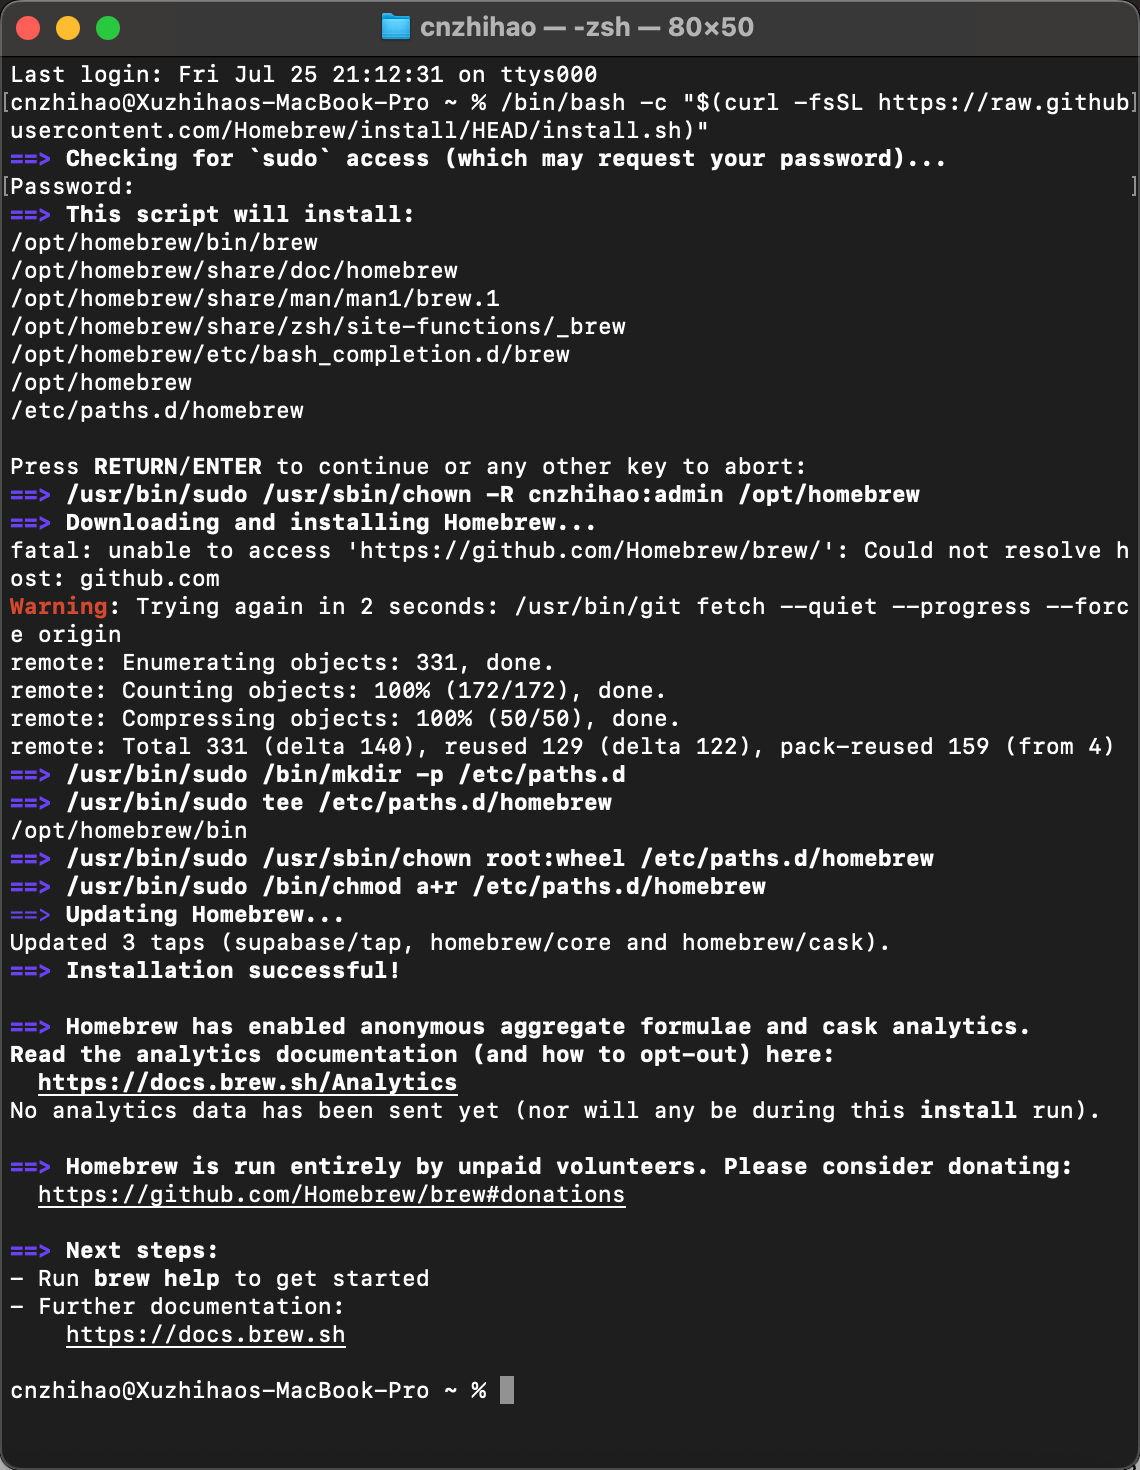 cnzhihao — -zsh — 80×50
Last login: Fri Jul 25 21:12:31 on ttys000
[cnzhihao@Xuzhihaos-MacBook-Pro ~ % /bin/bash -c "$(curl -fsSL https://raw.github]
usercontent.com/Homebrew/install/HEAD/install.sh)"
==> Checking for `sudo` access (which may request your password)...
[Password: ]
==> This script will install:
/opt/homebrew/bin/brew
/opt/homebrew/share/doc/homebrew
/opt/homebrew/share/man/man1/brew.1
/opt/homebrew/share/zsh/site-functions/_brew
/opt/homebrew/etc/bash_completion.d/brew
/opt/homebrew
/etc/paths.d/homebrew
Press RETURN/ENTER to continue or any other key to abort:
==> /usr/bin/sudo /usr/sbin/chown -R cnzhihao:admin /opt/homebrew
==> Downloading and installing Homebrew...
fatal: unable to access 'https://github.com/Homebrew/brew/': Could not resolve h
ost: github.com
Warning: Trying again in 2 seconds: /usr/bin/git fetch --quiet --progress --forc
e origin
remote: Enumerating objects: 331, done.
remote: Counting objects: 100% (172/172), done.
remote: Compressing objects: 100% (50/50), done.
remote: Total 331 (delta 140), reused 129 (delta 122), pack-reused 159 (from 4)
==> /usr/bin/sudo /bin/mkdir -p /etc/paths.d
==> /usr/bin/sudo tee /etc/paths.d/homebrew
/opt/homebrew/bin
==> /usr/bin/sudo /usr/sbin/chown root:wheel /etc/paths.d/homebrew
==> /usr/bin/sudo /bin/chmod a+r /etc/paths.d/homebrew
==> Updating Homebrew...
Updated 3 taps (supabase/tap, homebrew/core and homebrew/cask).
==> Installation successful!
==> Homebrew has enabled anonymous aggregate formulae and cask analytics.
Read the analytics documentation (and how to opt-out) here:
https://docs.brew.sh/Analytics
No analytics data has been sent yet (nor will any be during this install run).
==> Homebrew is run entirely by unpaid volunteers. Please consider donating:
https://github.com/Homebrew/brew#donations
==> Next steps:
- Run brew help to get started
- Further documentation:
https://docs.brew.sh
cnzhihao@Xuzhihaos-MacBook-Pro ~ %